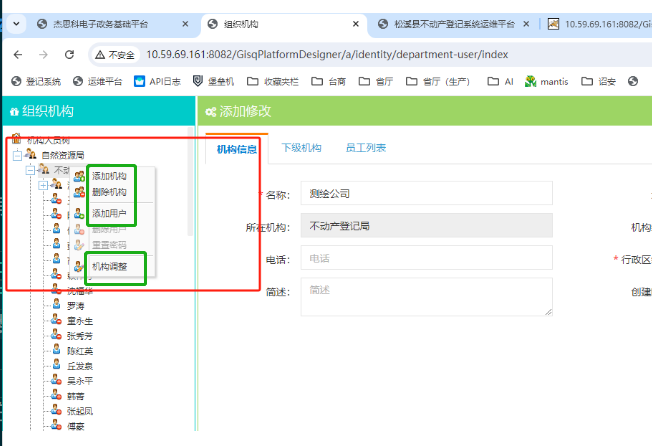 杰思科电子政务基础平台
组织机构
松溪县不动产登记系统运维平台
10.59.69.161:8082/Gis
不安全
10.59.69.161:8082/GisqPlatformDesigner/a/identity/department-user/index
登记系统
运维平台
API日志
堡垒机
收藏夹栏
台商
省厅
省厅（生产）
AI
mantis
诏安
组织机构
添加修改
机构人员树
自然资源局
不动
添加机构
删除机构
添加用户
删除用户
重置密码
机构调整
沈福华
罗涛
童永生
张秀芳
陈红英
丘发泉
吴永平
韩菁
张起凤
傅豪
机构信息
下级机构
员工列表
* 名称：
测绘公司
所在机构：
不动产登记局
机构
电话：
电话
* 行政区
简述：
简述
创建